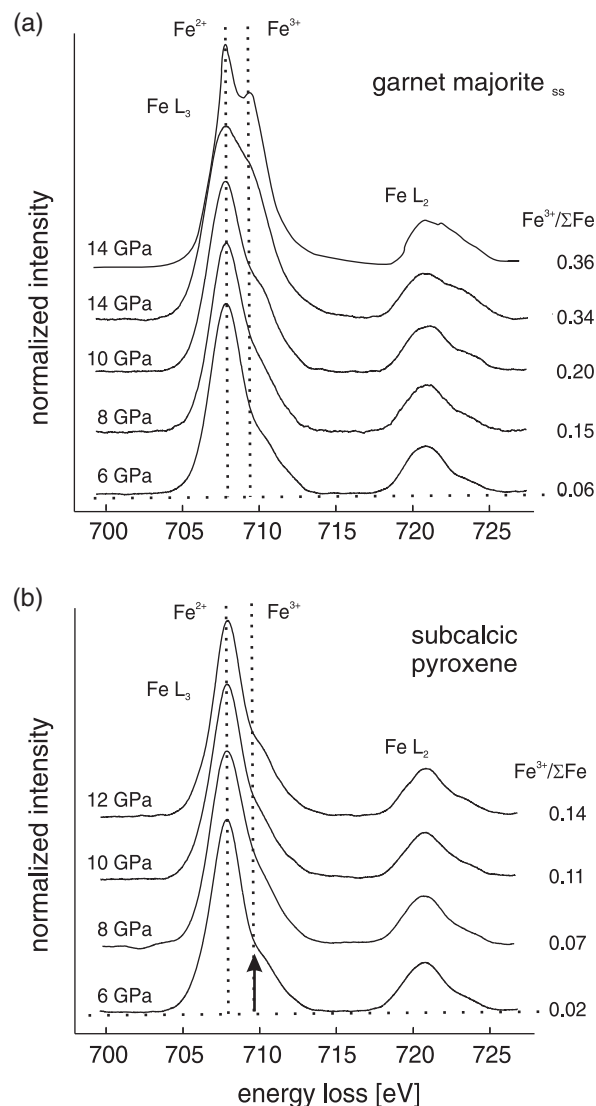 (a)
Fe²⁺ Fe³⁺
garnet majorite ss
Fe L₃
Fe L₂
Fe³⁺/ΣFe
normalized intensity
14 GPa 0.36
14 GPa 0.34
10 GPa 0.20
8 GPa 0.15
6 GPa 0.06
700 705 710 715 720 725
(b)
Fe²⁺ Fe³⁺
subcalcic
pyroxene
Fe L₃
Fe L₂
Fe³⁺/ΣFe
normalized intensity
12 GPa 0.14
10 GPa 0.11
8 GPa 0.07
6 GPa 0.02
700 705 710 715 720 725
energy loss [eV]